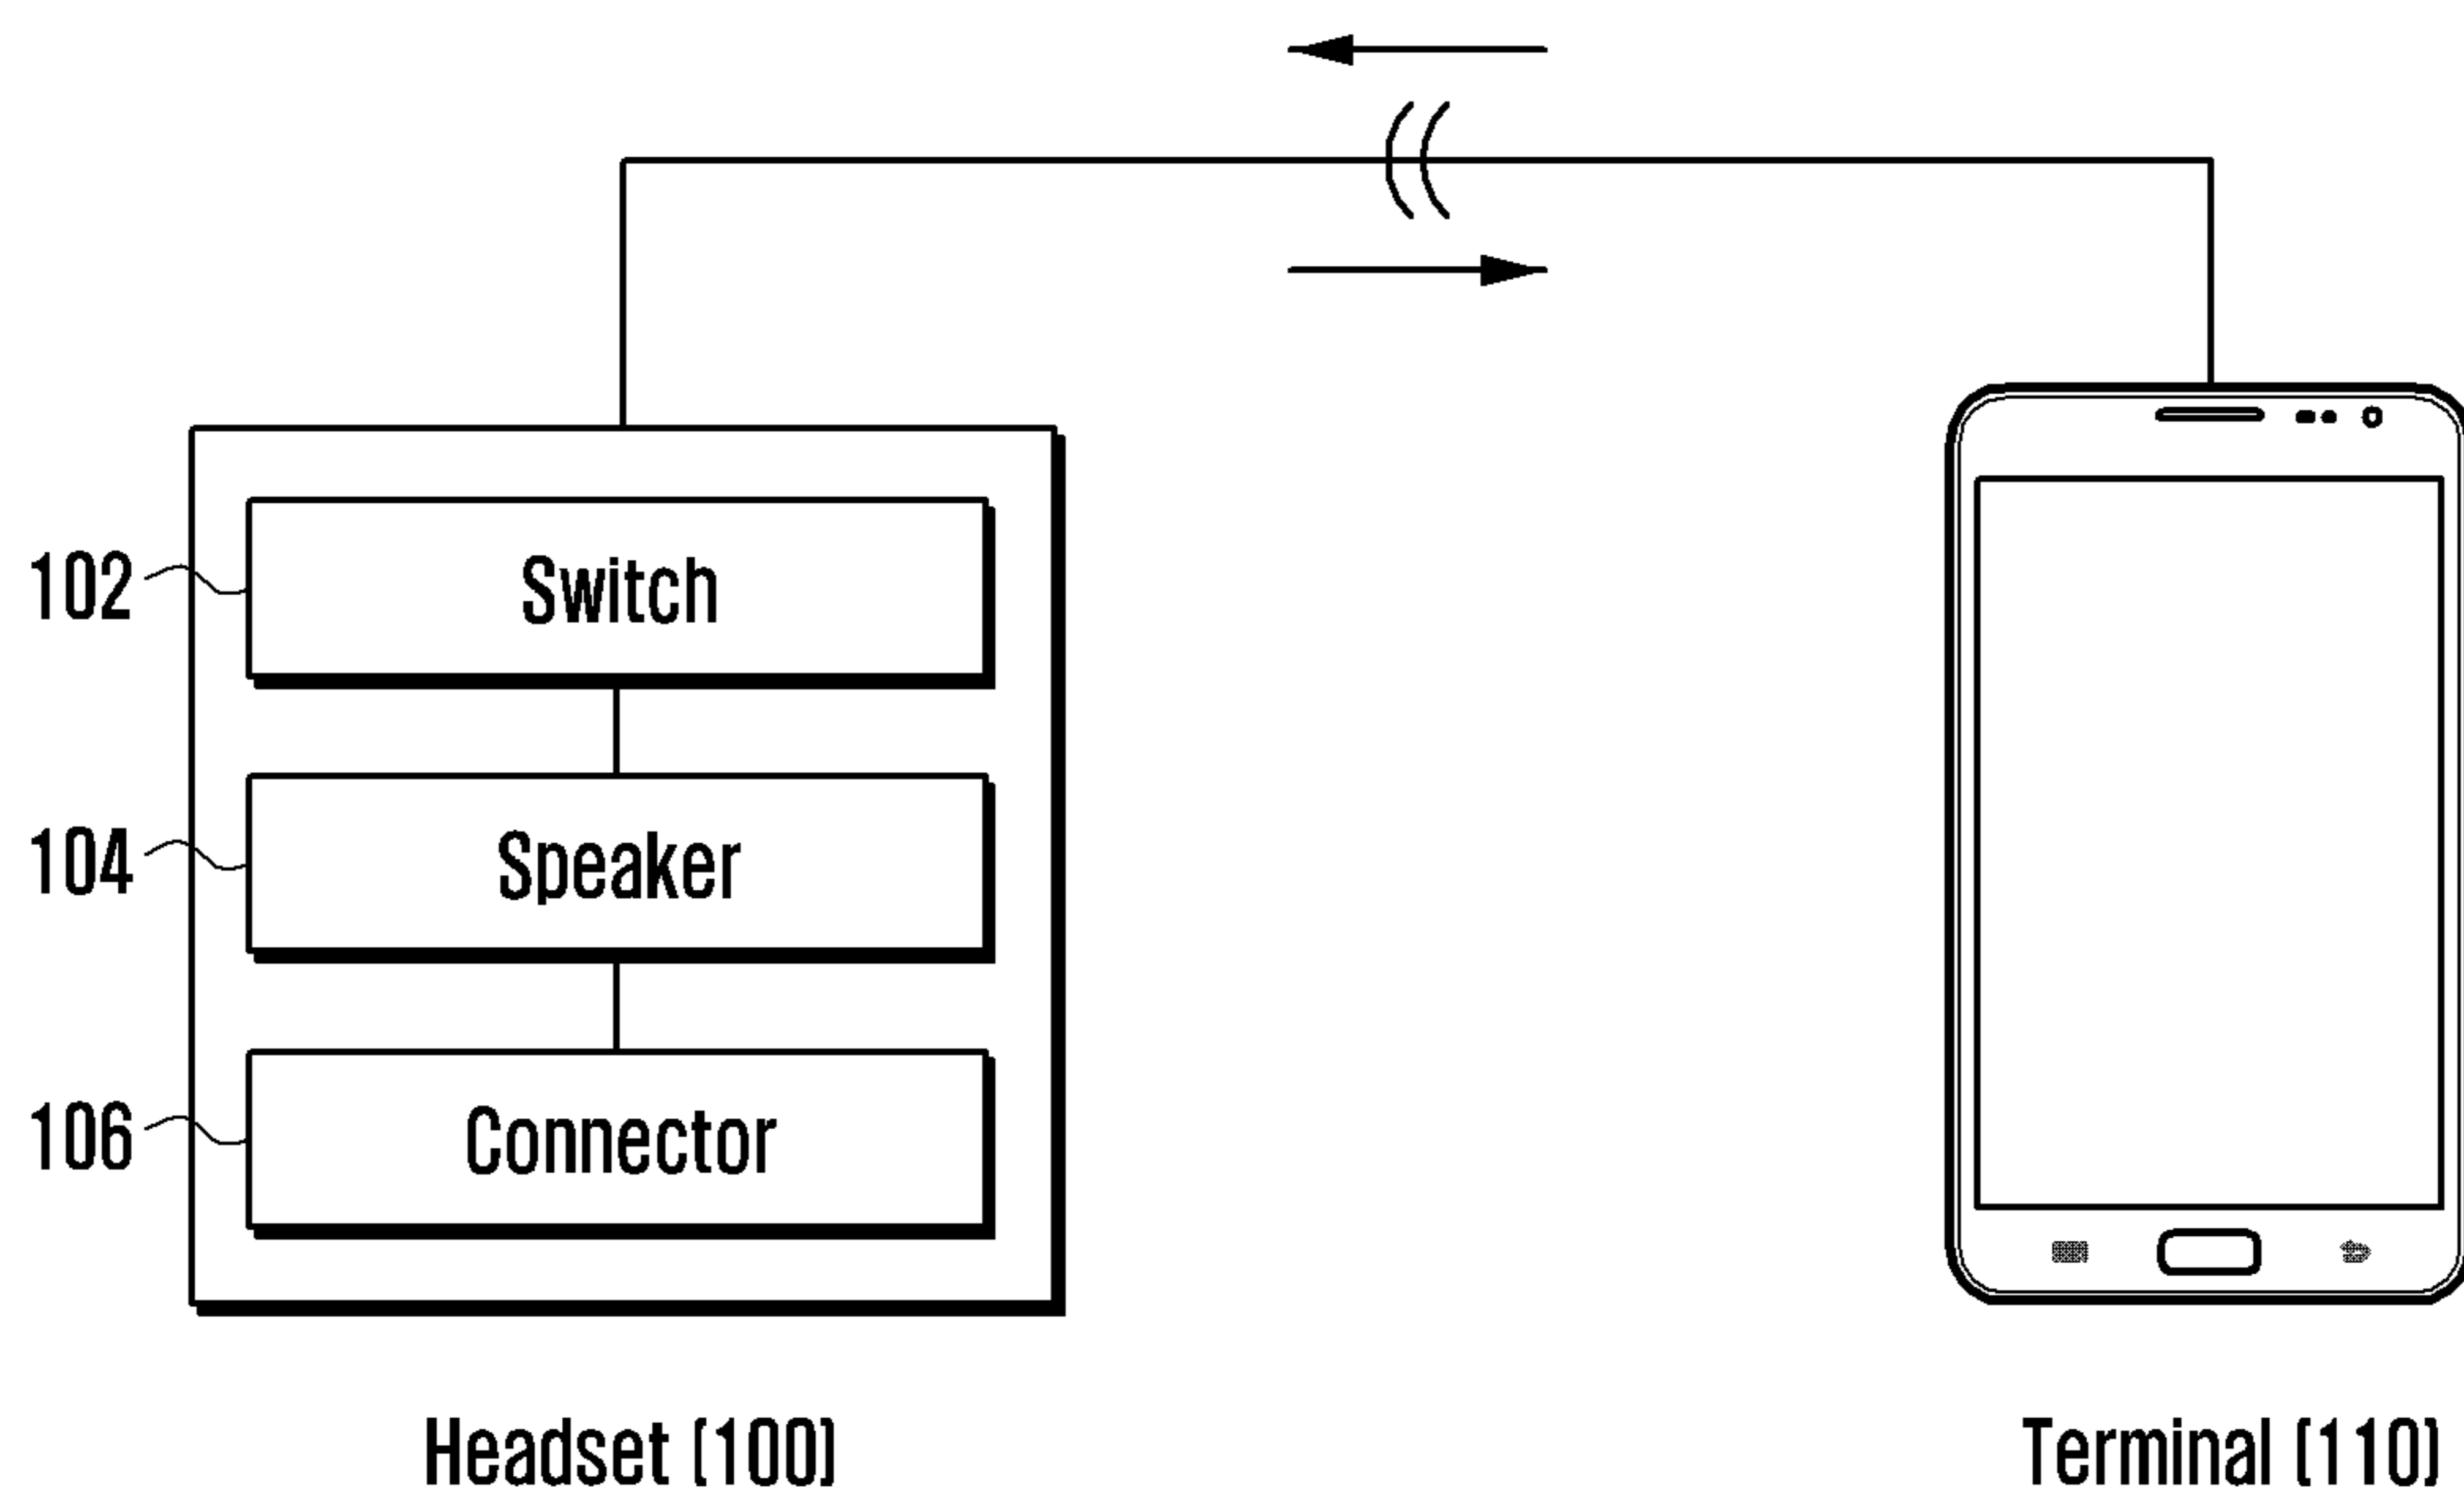 102
Switch
104
Speaker
106
Connector
Headset (100)
Terminal (110)